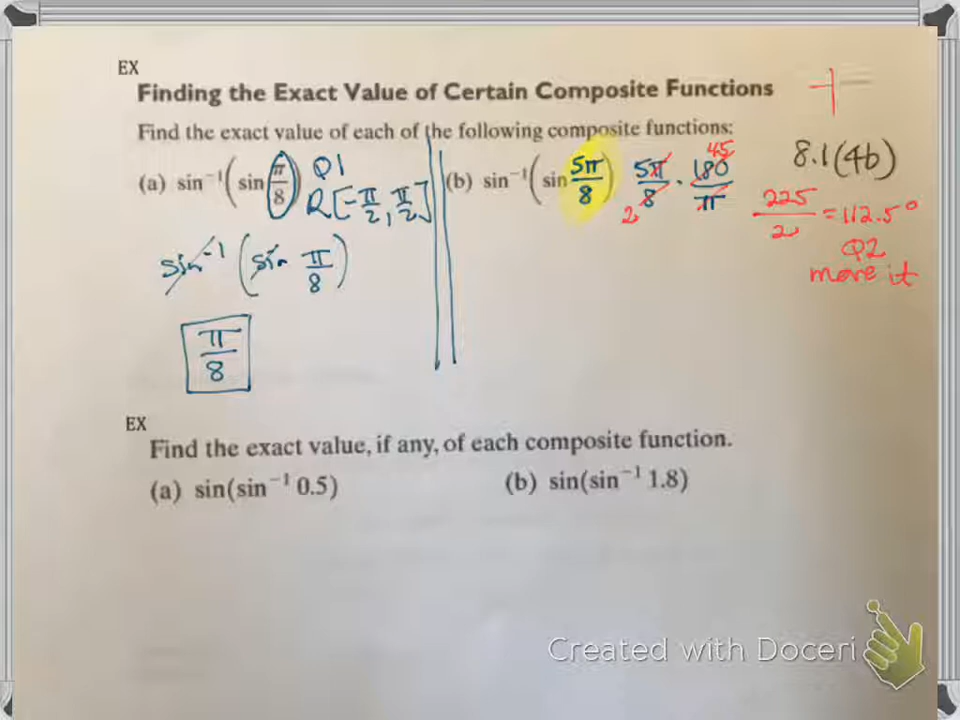 EX
Finding the Exact Value of Certain Composite Functions
Find the exact value of each of the following composite functions:
(a) sin⁻¹(sin π/8) Q1
R[-π/2, π/2]
sin⁻¹(sin π/8)
π/8
(b) sin⁻¹(sin 5π/8) 5π/8 · 180/π
45
2
8.1(4b)
225/2 = 112.5°
Q2
move it
EX
Find the exact value, if any, of each composite function.
(a) sin(sin⁻¹ 0.5)
(b) sin(sin⁻¹ 1.8)
Created with Doceri